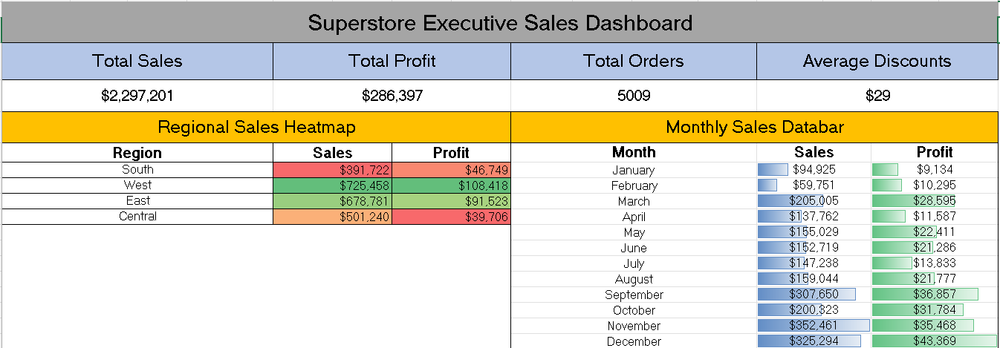 Superstore Executive Sales Dashboard
Total Sales Total Profit Total Orders Average Discounts
$2,297,201 $286,397 5009 $29
Regional Sales Heatmap Monthly Sales Databar
Region Sales Profit Month Sales Profit
South $391,722 $46,749 January $94,925 $9,134
West $725,458 $108,418 February $59,751 $10,295
East $678,781 $91,523 March $205,005 $28,595
Central $501,240 $39,706 April $137,762 $11,587
May $155,029 $22,411
June $152,719 $21,286
July $147,238 $13,833
August $159,044 $21,777
September $307,650 $36,857
October $200,323 $31,784
November $352,461 $35,468
December $325,294 $43,369